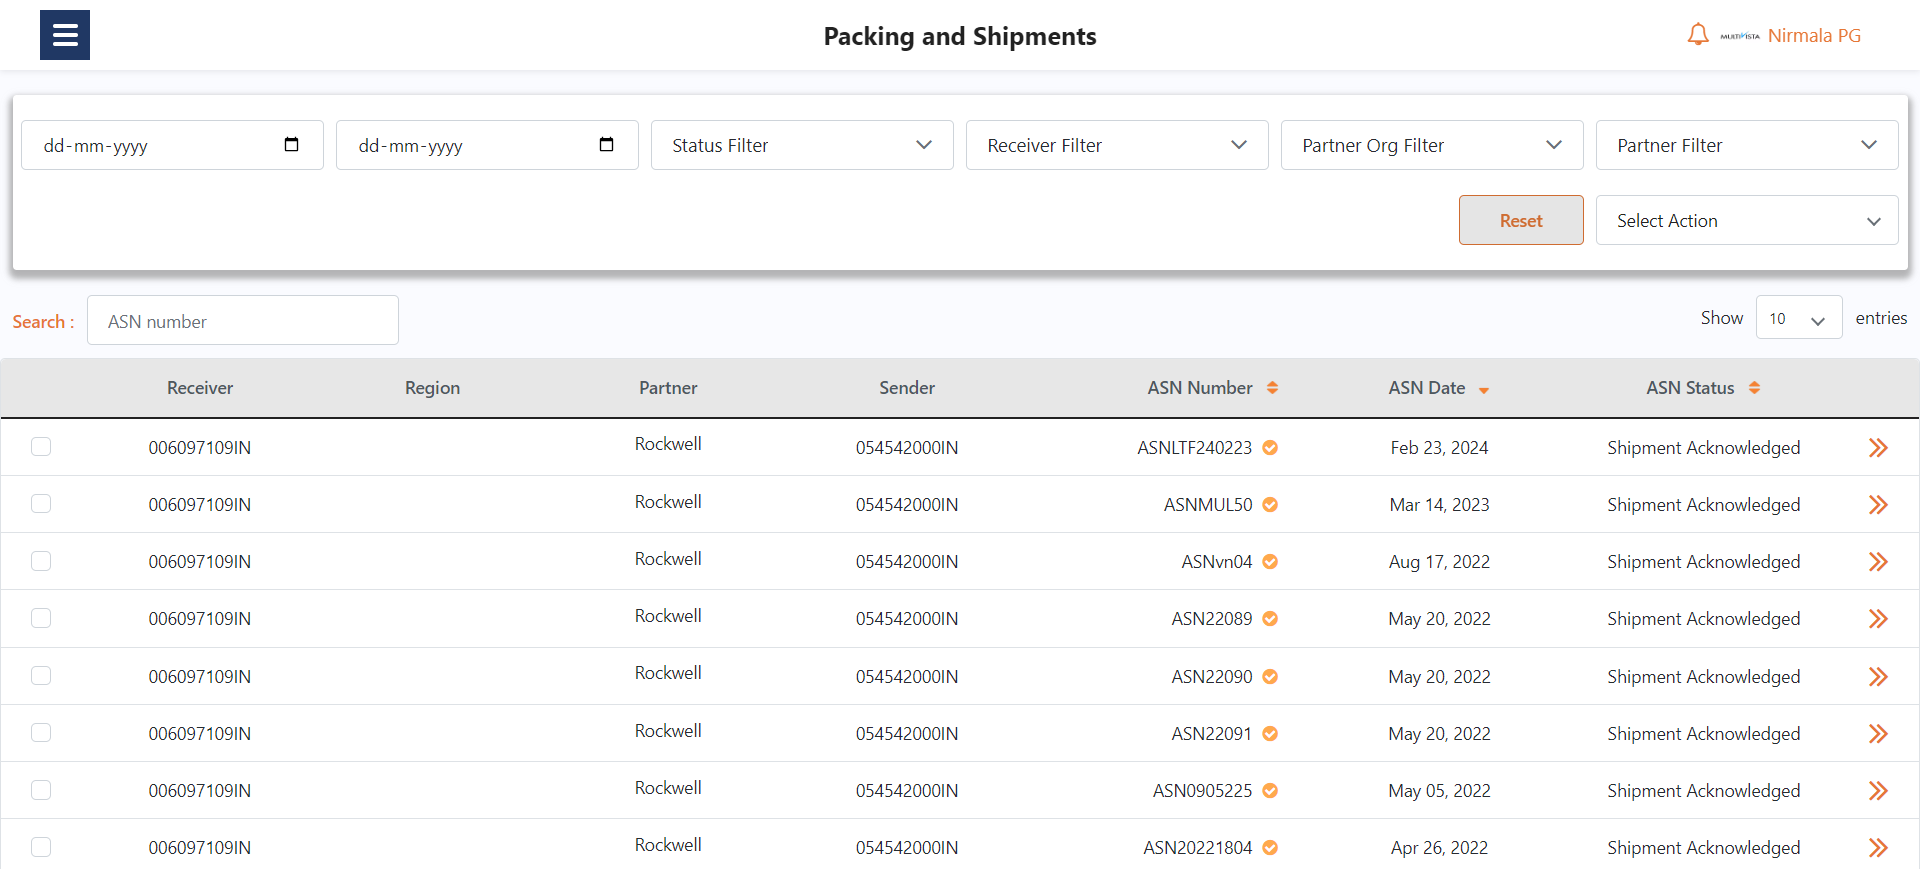 Packing and Shipments
MULTIVISTA Nirmala PG
dd-mm-yyyy dd-mm-yyyy Status Filter Receiver Filter Partner Org Filter Partner Filter
Reset Select Action
Search : ASN number Show 10 entries
Receiver Region Partner Sender ASN Number ASN Date ASN Status
006097109IN Rockwell 054542000IN ASNLTF240223 Feb 23, 2024 Shipment Acknowledged
006097109IN Rockwell 054542000IN ASNMUL50 Mar 14, 2023 Shipment Acknowledged
006097109IN Rockwell 054542000IN ASNvn04 Aug 17, 2022 Shipment Acknowledged
006097109IN Rockwell 054542000IN ASN22089 May 20, 2022 Shipment Acknowledged
006097109IN Rockwell 054542000IN ASN22090 May 20, 2022 Shipment Acknowledged
006097109IN Rockwell 054542000IN ASN22091 May 20, 2022 Shipment Acknowledged
006097109IN Rockwell 054542000IN ASN0905225 May 05, 2022 Shipment Acknowledged
006097109IN Rockwell 054542000IN ASN20221804 Apr 26, 2022 Shipment Acknowledged